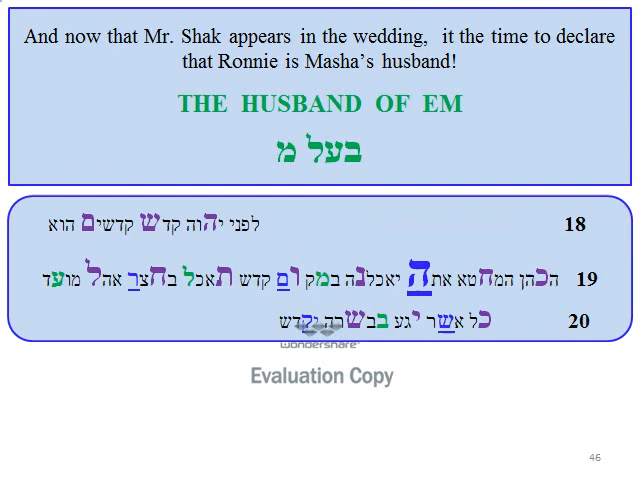 And now that Mr. Shak appears in the wedding, it the time to declare
that Ronnie is Masha's husband!
THE HUSBAND OF EM
בעל מ
18 לפני יהוה קדש קדשים הוא
19 הכהן המחטא אתה יאכלנה במקום קדש תאכל בחצר אהל מועד
20 כל אשר יגע בבשרה יקדש
wondershare
Evaluation Copy
46